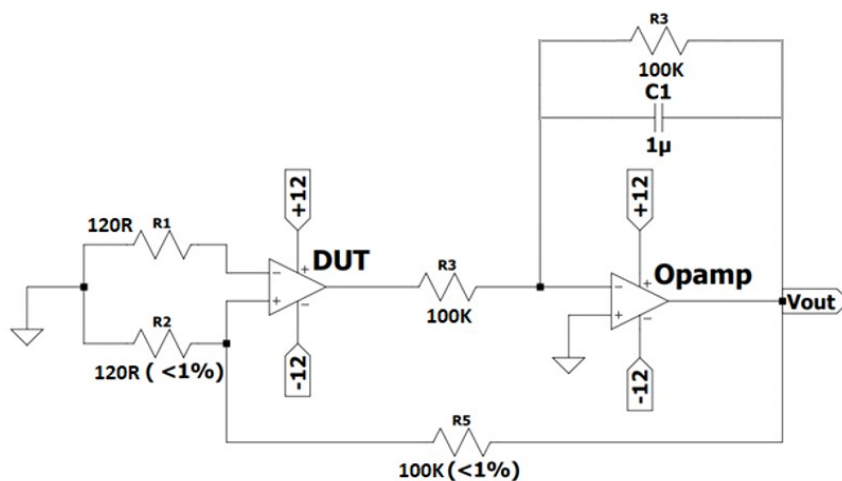 R3
100K
C1
1µ
+12
+12
120R
R1
DUT
R3
Opamp
Vout
100K
R2
120R ( <1%)
-12
-12
R5
100K (<1%)